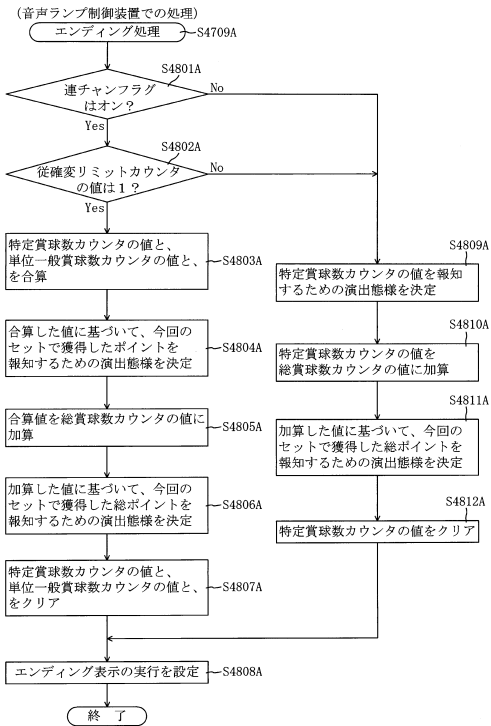 (音声ランプ制御装置での処理)
エンディング処理
S4709A
S4801A
連チャンフラグ
はオン？
No
Yes
S4802A
従確変リミットカウンタ
の値は１？
No
Yes
特定賞球数カウンタの値と、
単位一般賞球数カウンタの値と、
を合算
S4803A
合算した値に基づいて、今回の
セットで獲得したポイントを
報知するための演出態様を決定
S4804A
合算値を総賞球数カウンタの値に
加算
S4805A
加算した値に基づいて、今回の
セットで獲得した総ポイントを
報知するための演出態様を決定
S4806A
特定賞球数カウンタの値と、
単位一般賞球数カウンタの値と、
をクリア
S4807A
S4809A
特定賞球数カウンタの値を報知
するための演出態様を決定
S4810A
特定賞球数カウンタの値を
総賞球数カウンタの値に加算
S4811A
加算した値に基づいて、今回の
セットで獲得した総ポイントを
報知するための演出態様を決定
S4812A
特定賞球数カウンタの値をクリア
エンディング表示の実行を設定
S4808A
終 了